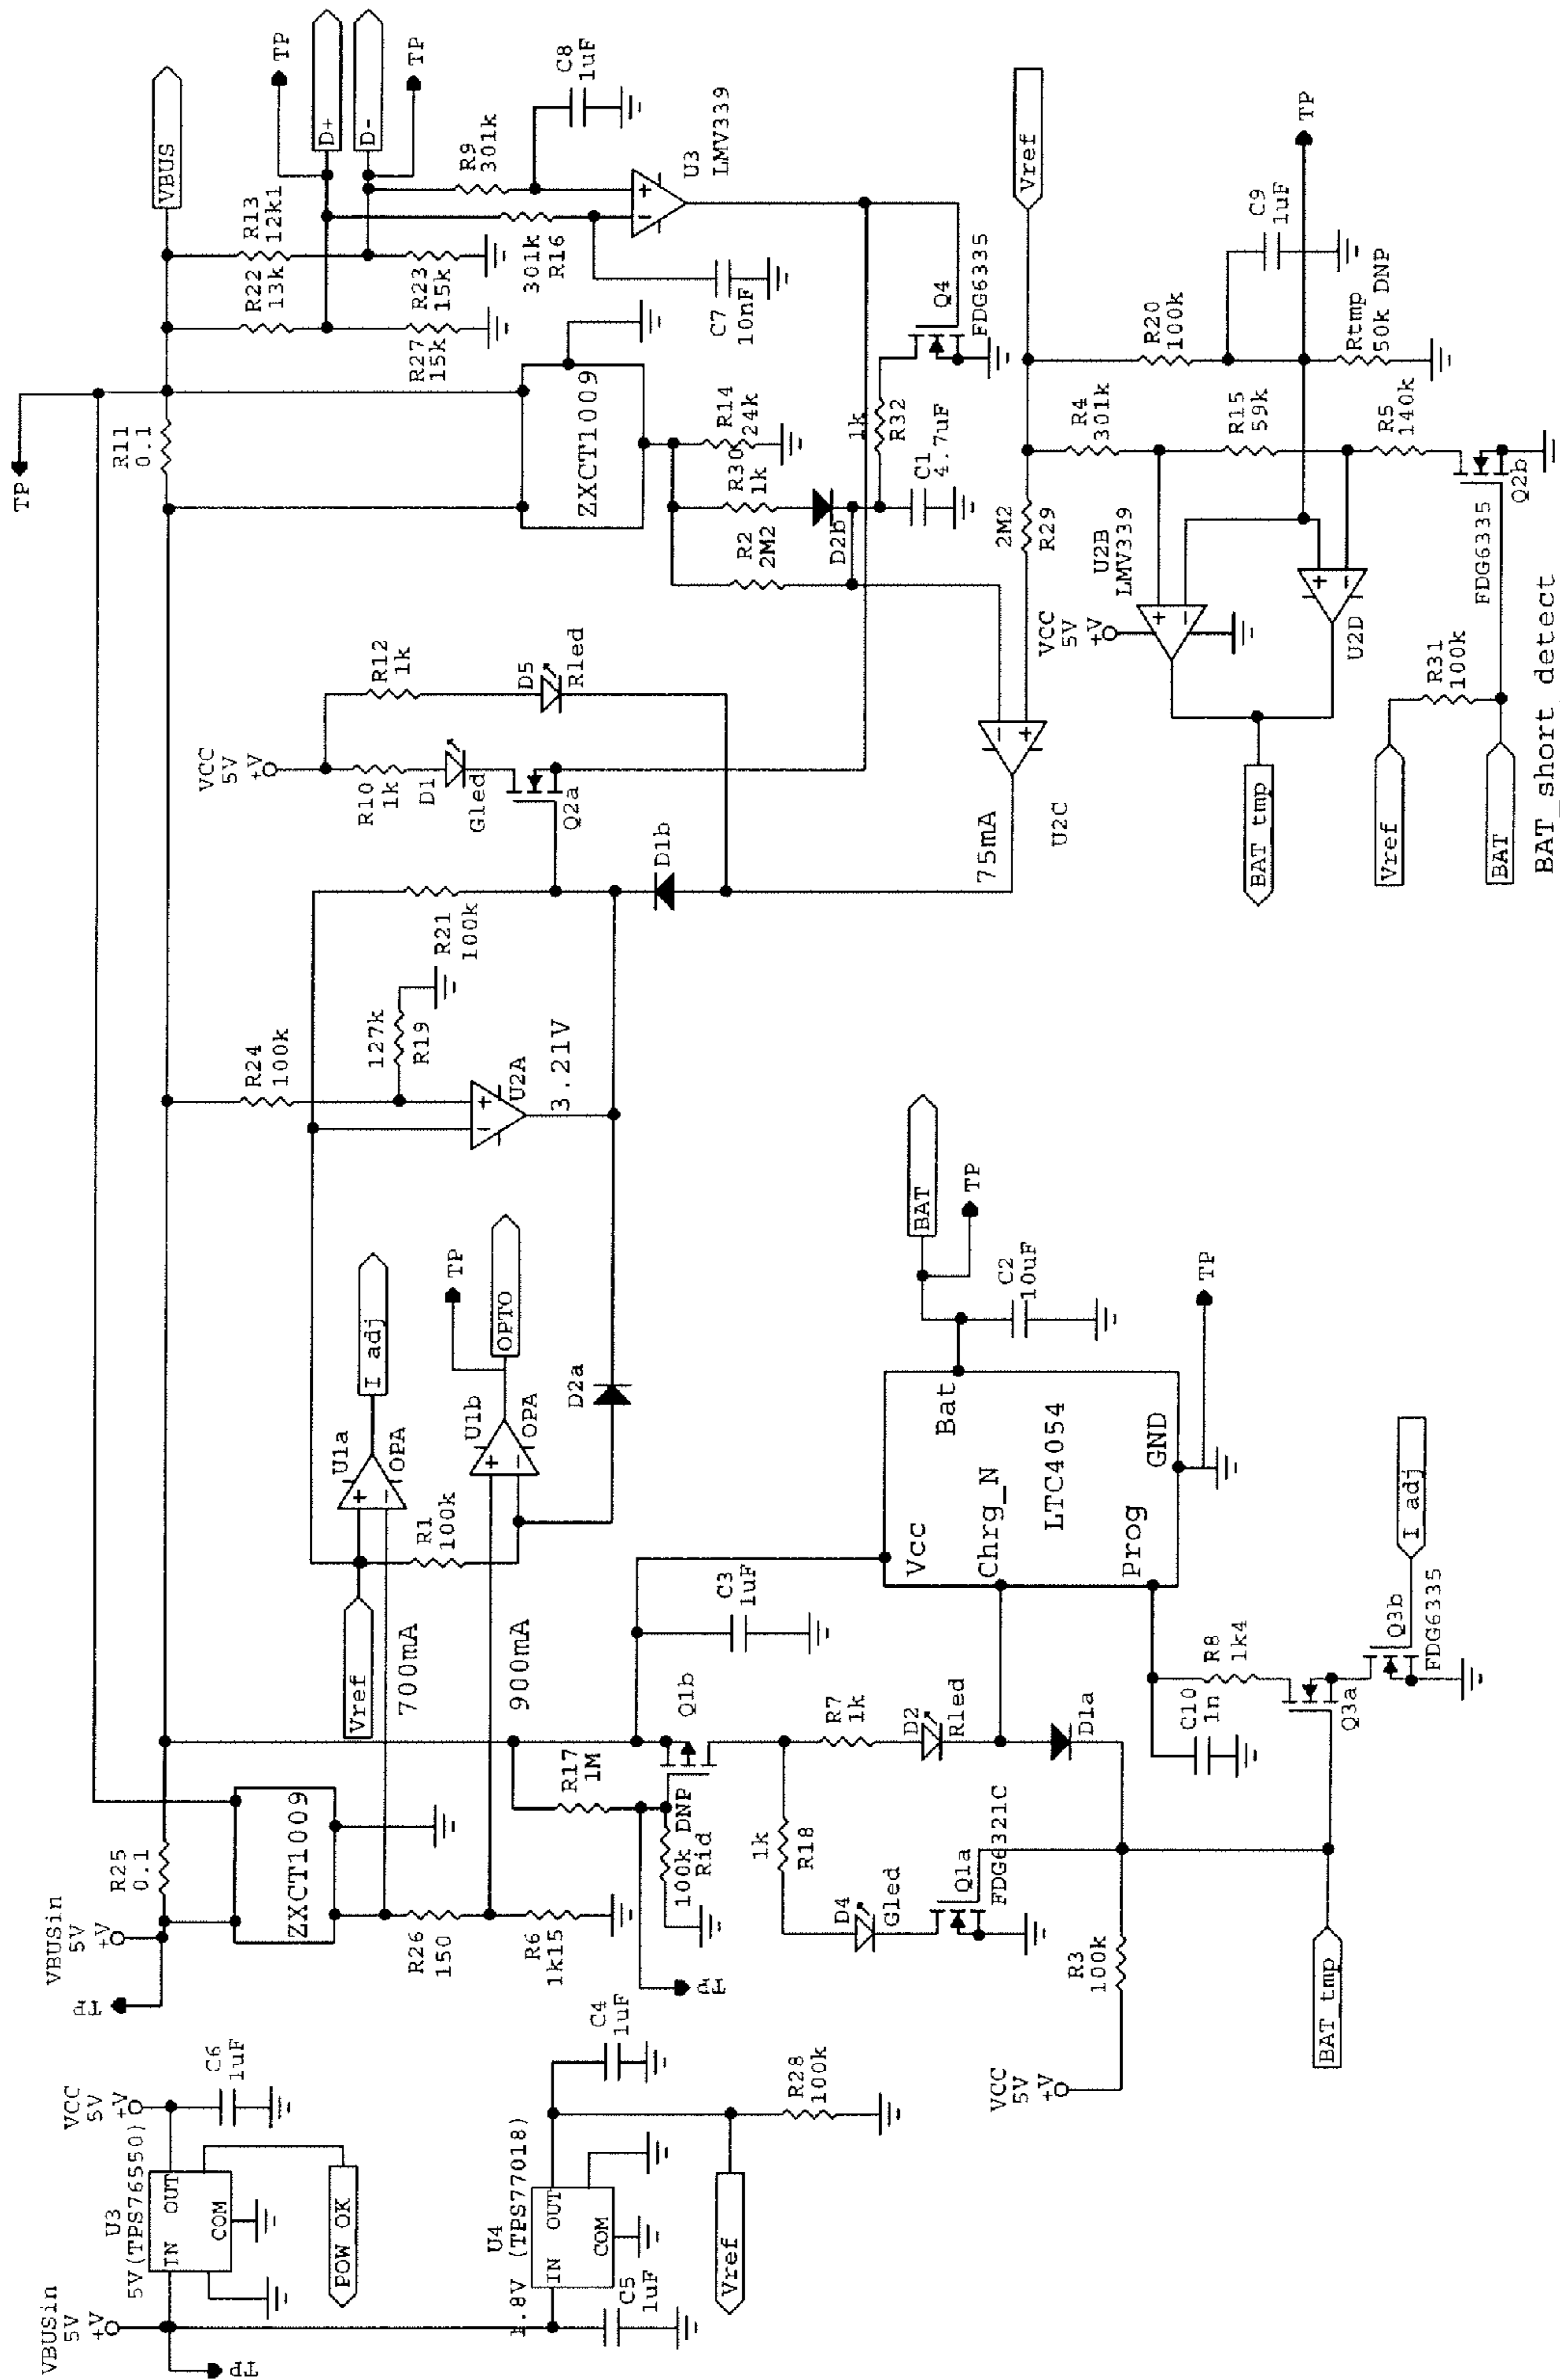 VBUSin
5V
+V
U3
5V (TPS76550)
IN
OUT
COM
VCC
5V
+V
C6
1uF
POW OK
TP
U4
1.8V (TPS77018)
IN
OUT
COM
C5
1uF
C4
1uF
Vref
R28
100k
TP
VBUSin
5V
+V
R25
0.1
ZXCT1009
R26
150
R6
1k15
Vref
700mA
900mA
U1a
OPA
I adj
R1
100k
U1b
OPA
OPTO
TP
D2a
R24
100k
127k
R19
U2A
3.21V
R21
100k
D1b
VCC
5V
+V
R10
1k
D1
Gled
Q2a
R12
1k
D5
Rled
TP
R11
0.1
ZXCT1009
R14
24k
R30
1k
R2
2M2
D2b
C1
4.7uF
1k
R32
Q4
FDG6335
VBUS
R22
13k
R13
12k1
R27
15k
R23
15k
TP
D+
D-
TP
R9
301k
301k
R16
C8
1uF
C7
10nF
U3
LMV339
75mA
U2C
2M2
R29
Vref
R4
301k
R15
59k
R5
140k
R20
100k
C9
1uF
TP
Rtmp
50k DNP
VCC
5V
+V
U2B
LMV339
U2D
FDG6335
Q2b
BAT tmp
R31
100k
Vref
BAT
BAT_short_detect
R17
1M
DNP
100k
Rid
TP
Q1b
C3
1uF
R7
1k
D2
Rled
D1a
1k
R18
D4
Gled
Q1a
FDG6321C
VCC
5V
+V
R3
100k
BAT tmp
Vcc
Chrg_N
Prog
LTC4054
Bat
GND
BAT
TP
C2
10uF
TP
C10
1n
R8
1k4
Q3a
Q3b
FDG6335
I adj